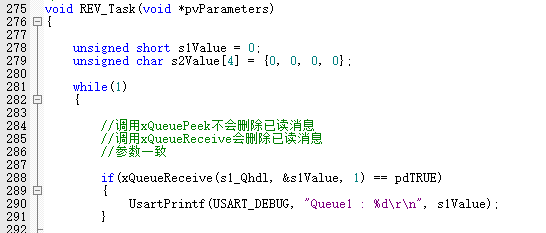 275 void REV_Task(void *pvParameters)
276 {
277
278 unsigned short s1Value = 0;
279 unsigned char s2Value[4] = {0, 0, 0, 0};
280
281 while(1)
282 {
283
284 //调用xQueuePeek不会删除已读消息
285 //调用xQueueReceive会删除已读消息
286 //参数一致
287
288 if(xQueueReceive(s1_Qhdl, &s1Value, 1) == pdTRUE)
289 {
290 UsartPrintf(USART_DEBUG, "Queue1 : %d\r\n", s1Value);
291 }
292